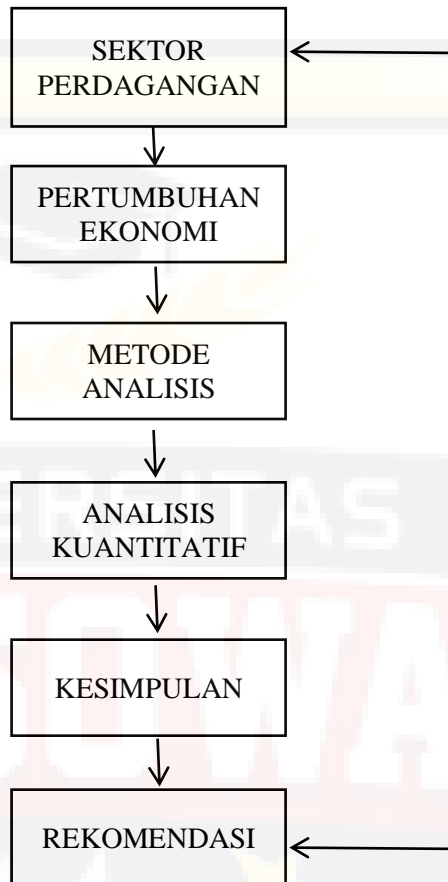 SEKTOR
PERDAGANGAN
PERTUMBUHAN
EKONOMI
METODE
ANALISIS
ANALISIS
KUANTITATIF
KESIMPULAN
REKOMENDASI